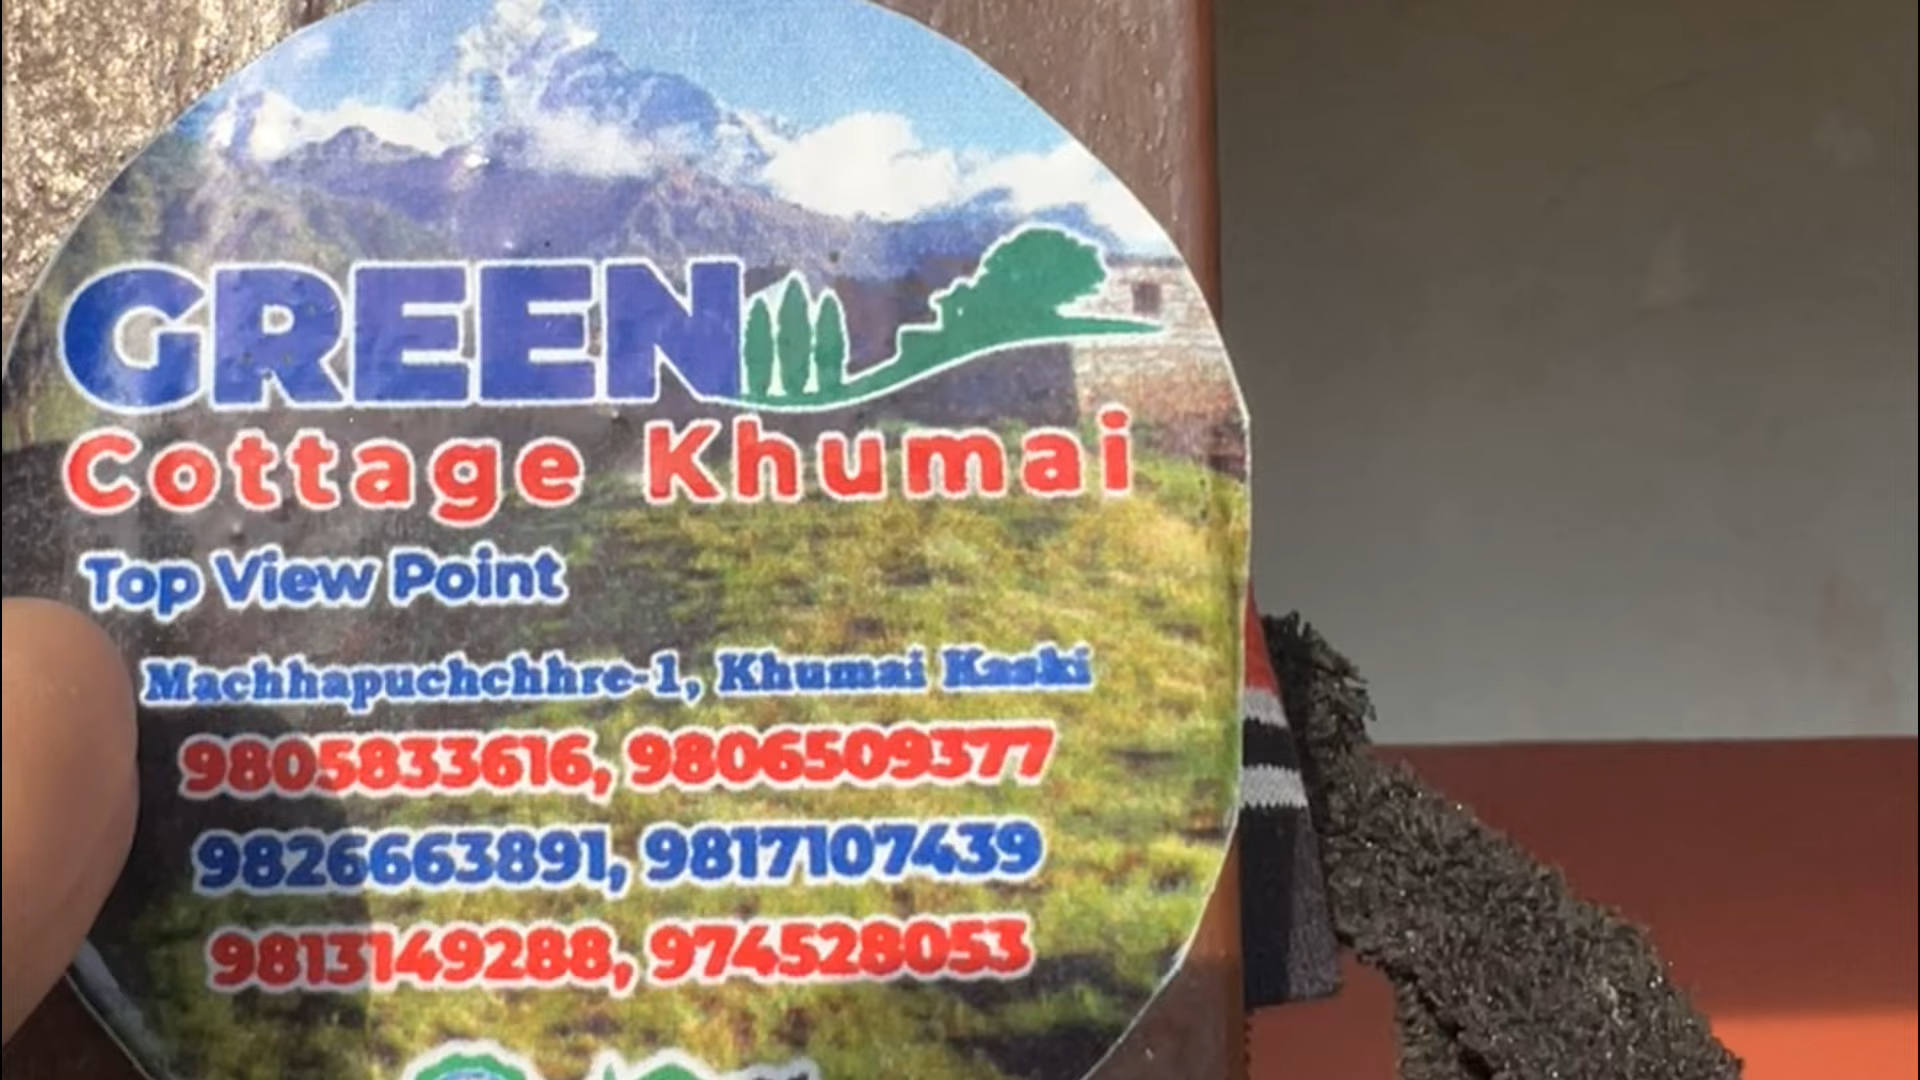 GREEN
Cottage Khumai
Top View Point
Machhapuchchhre-1, Khumai Kaski
9805833616, 9806509377
9826663891, 9817107439
9813149288, 974528053